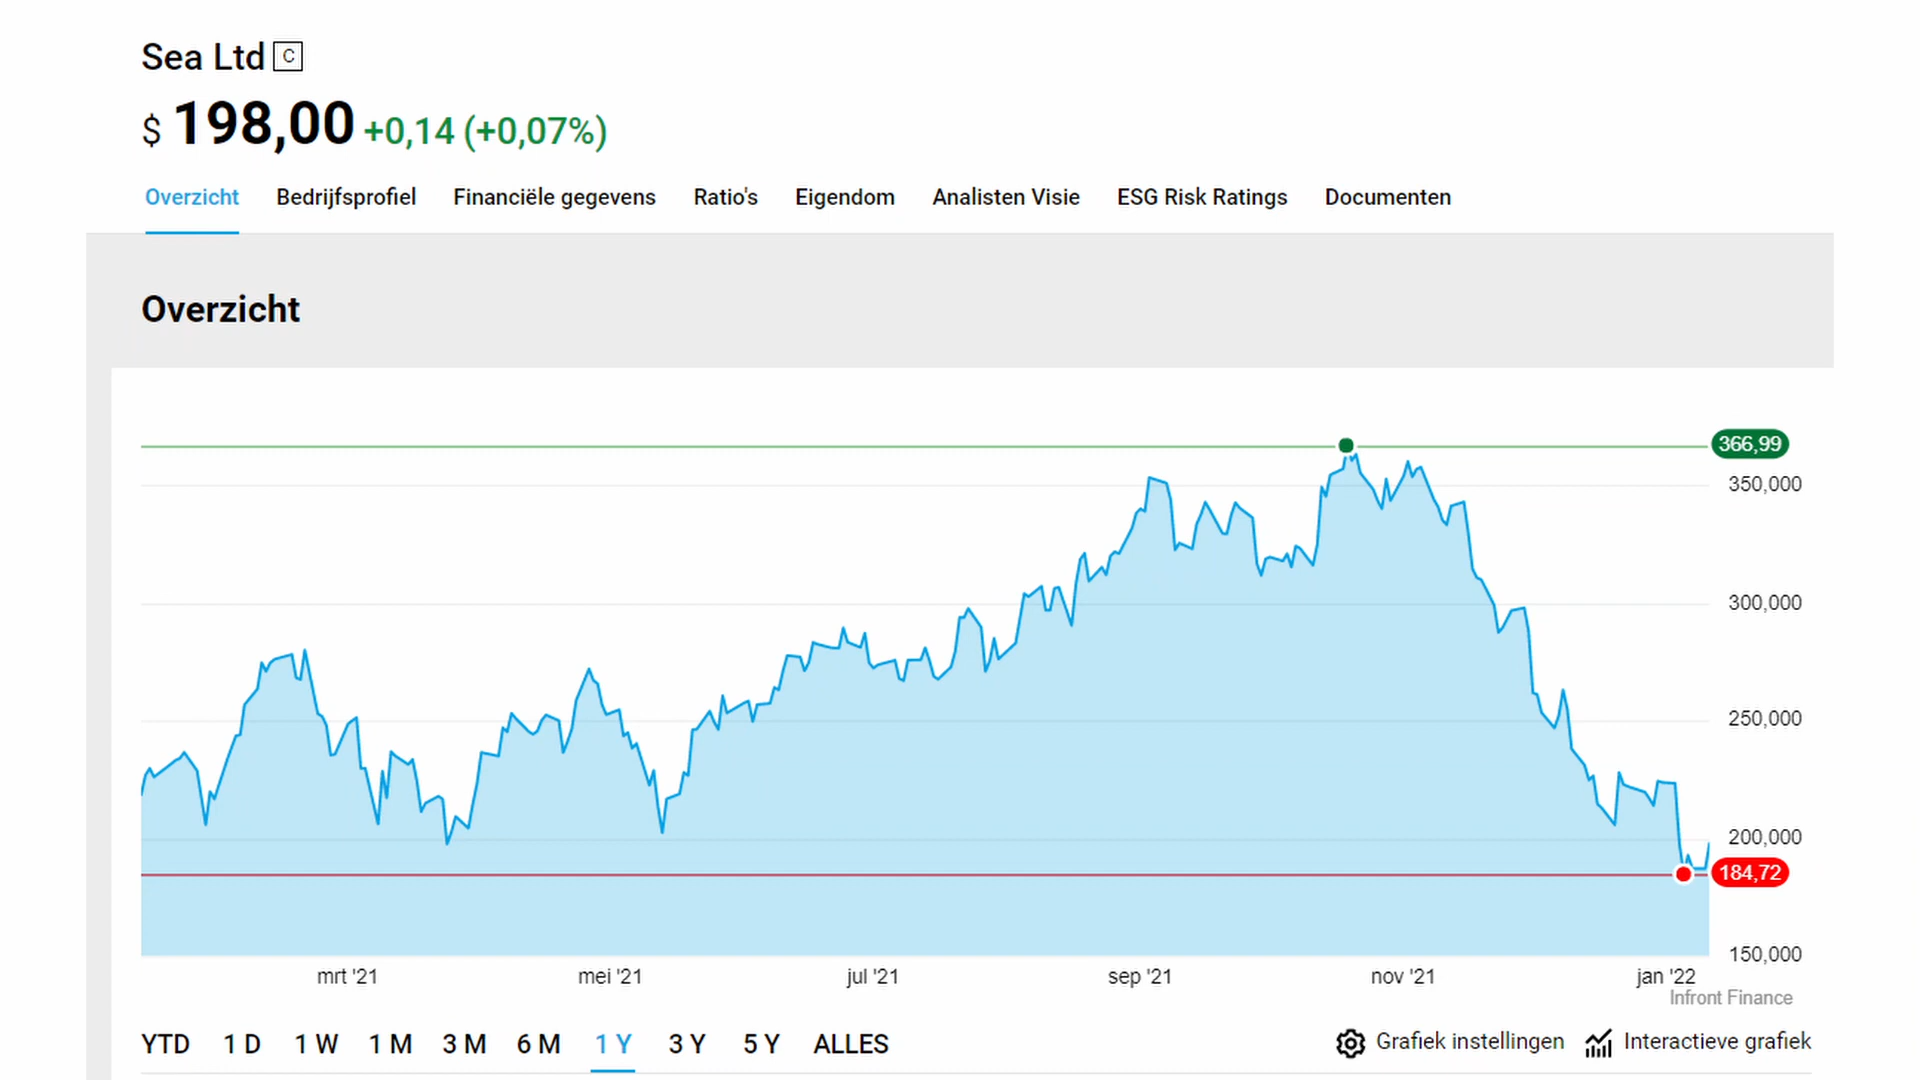 Sea Ltd C
$ 198,00 +0,14 (+0,07%)
Overzicht Bedrijfsprofiel Financiële gegevens Ratio's Eigendom Analisten Visie ESG Risk Ratings Documenten
Overzicht
366,99
350,000
300,000
250,000
200,000
184,72
150,000
mrt '21 mei '21 jul '21 sep '21 nov '21 jan '22
Infront Finance
YTD 1 D 1 W 1 M 3 M 6 M 1 Y 3 Y 5 Y ALLES Grafiek instellingen Interactieve grafiek